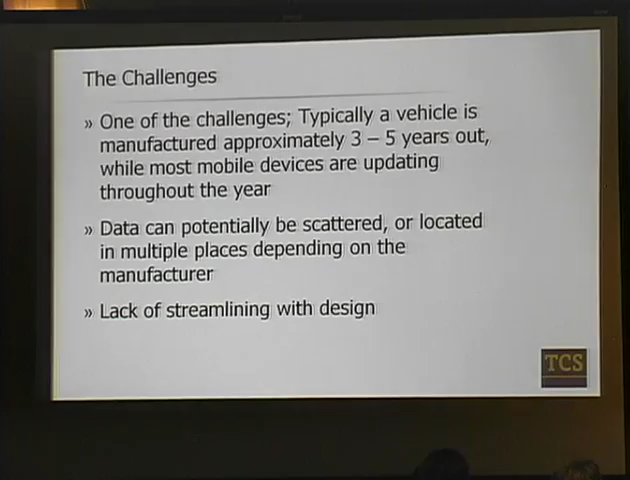 The Challenges
» One of the challenges; Typically a vehicle is
manufactured approximately 3 – 5 years out,
while most mobile devices are updating
throughout the year
» Data can potentially be scattered, or located
in multiple places depending on the
manufacturer
» Lack of streamlining with design
TCS